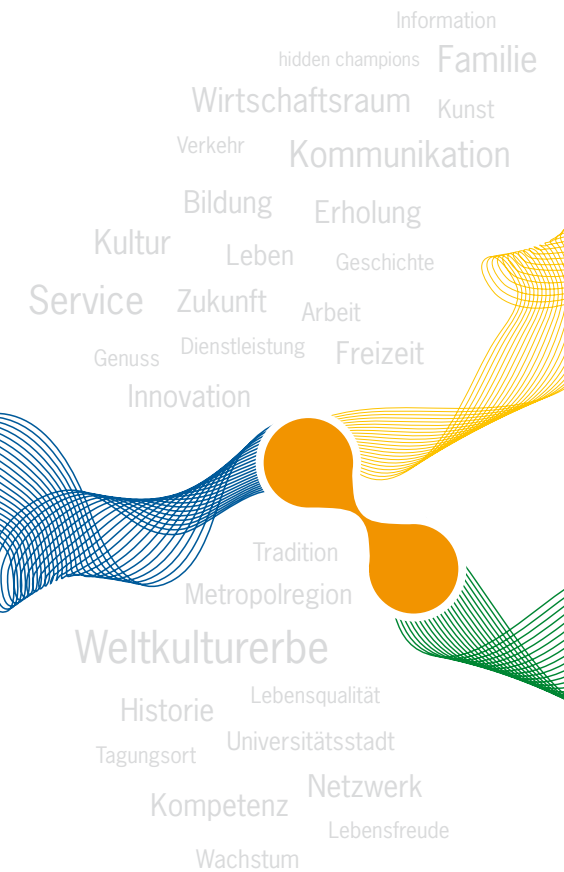 Information
hidden champions Familie
Wirtschaftsraum Kunst
Verkehr Kommunikation
Bildung Erholung
Kultur Leben Geschichte
Service Zukunft Arbeit
Genuss Dienstleistung Freizeit
Innovation
Tradition
Metropolregion
Weltkulturerbe
Historie Lebensqualität
Tagungsort Universitätsstadt
Kompetenz Netzwerk
Lebensfreude
Wachstum